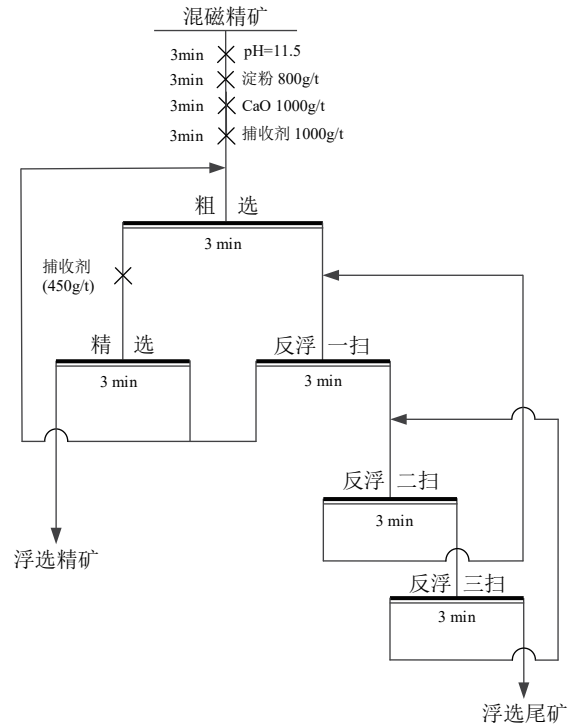 混磁精矿
3min pH=11.5
3min 淀粉 800g/t
3min CaO 1000g/t
3min 捕收剂 1000g/t
粗 选
3 min
捕收剂
(450g/t)
精 选
3 min
反浮 一扫
3 min
反浮 二扫
3 min
浮选精矿
反浮 三扫
3 min
浮选尾矿